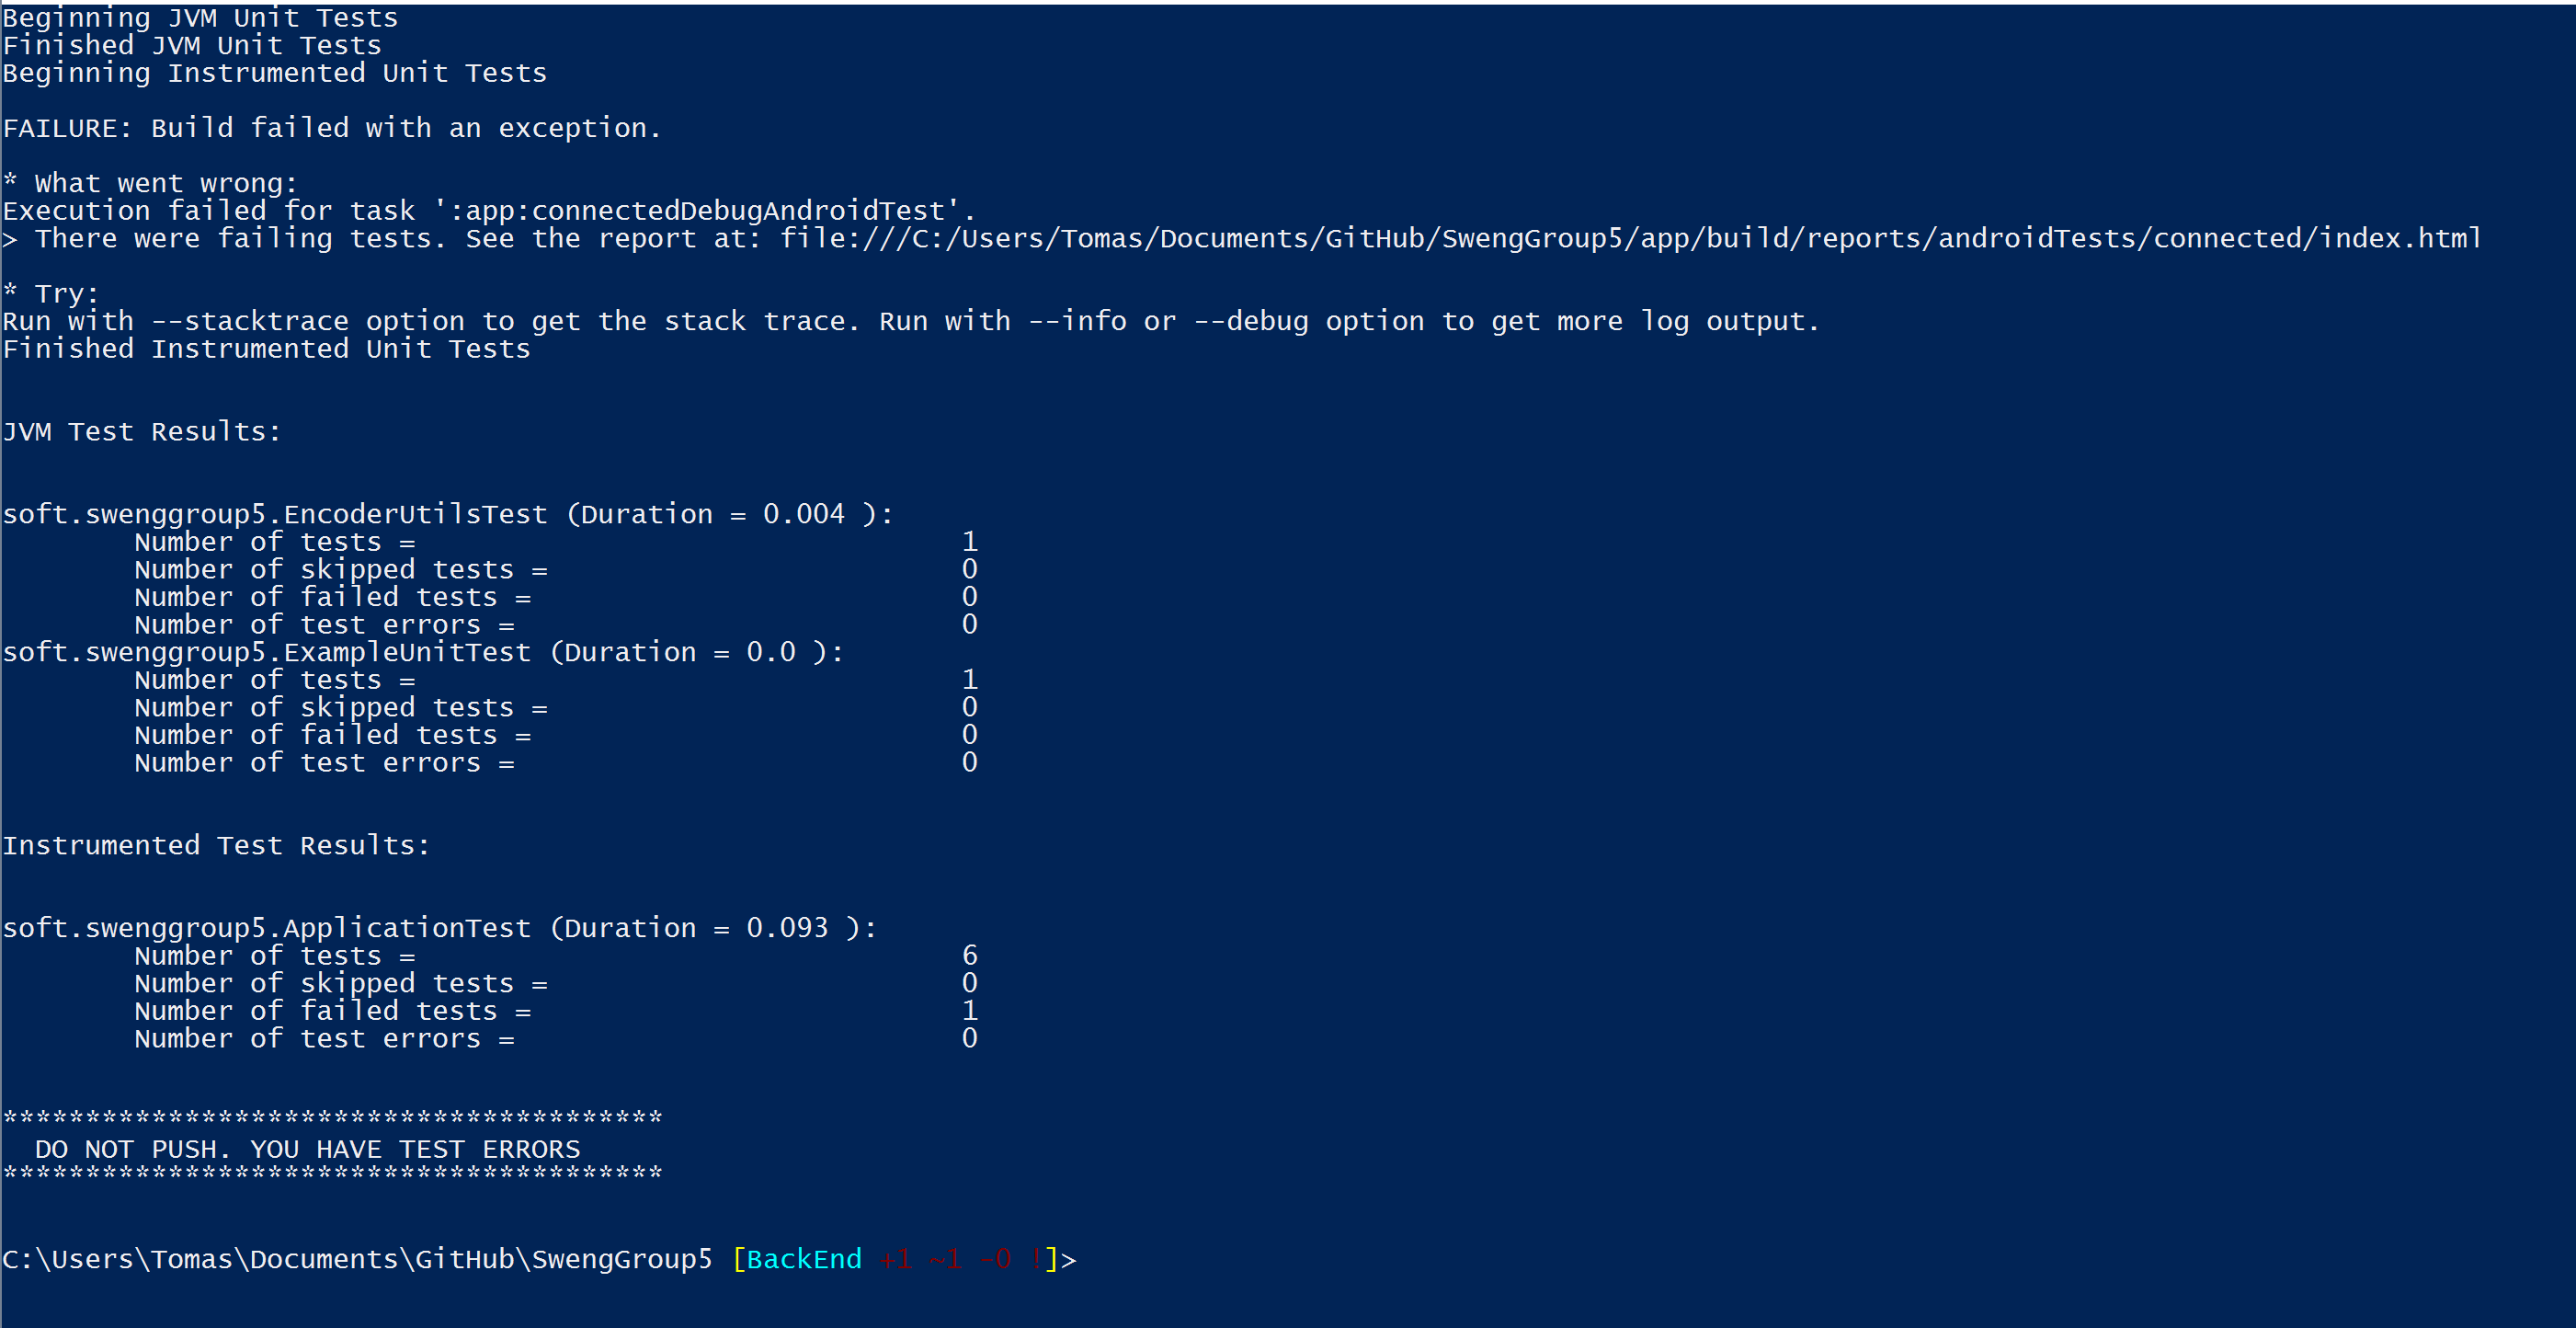 Beginning JVM Unit Tests
Finished JVM Unit Tests
Beginning Instrumented Unit Tests
FAILURE: Build failed with an exception.
* What went wrong:
Execution failed for task ':app:connectedDebugAndroidTest'.
> There were failing tests. See the report at: file:///C:/Users/Tomas/Documents/GitHub/SwengGroup5/app/build/reports/androidTests/connected/index.html
* Try:
Run with --stacktrace option to get the stack trace. Run with --info or --debug option to get more log output.
Finished Instrumented Unit Tests
JVM Test Results:
soft.swenggroup5.EncoderUtilsTest (Duration = 0.004 ):
Number of tests = 1
Number of skipped tests = 0
Number of failed tests = 0
Number of test errors = 0
soft.swenggroup5.ExampleUnitTest (Duration = 0.0 ):
Number of tests = 1
Number of skipped tests = 0
Number of failed tests = 0
Number of test errors = 0
Instrumented Test Results:
soft.swenggroup5.ApplicationTest (Duration = 0.093 ):
Number of tests = 6
Number of skipped tests = 0
Number of failed tests = 1
Number of test errors = 0
****************************************
DO NOT PUSH. YOU HAVE TEST ERRORS
****************************************
C:\Users\Tomas\Documents\GitHub\SwengGroup5 [BackEnd +1 ~1 -0 !]>